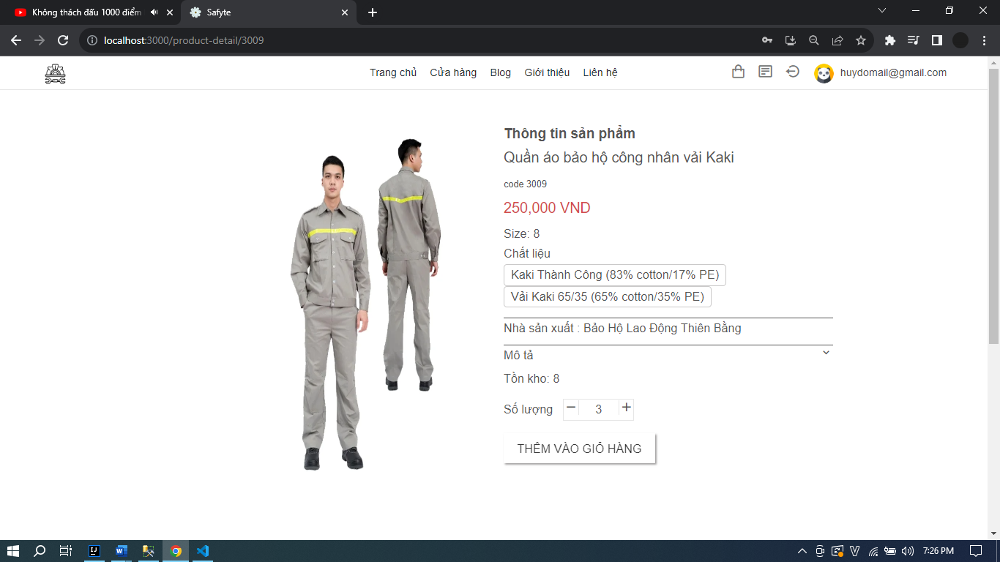 Không thách đấu 1000 điểm
Safyte
localhost:3000/product-detail/3009
Trang chủ Cửa hàng Blog Giới thiệu Liên hệ huydomail@gmail.com
Thông tin sản phẩm
Quần áo bảo hộ công nhân vải Kaki
code 3009
250,000 VND
Size: 8
Chất liệu
Kaki Thành Công (83% cotton/17% PE)
Vải Kaki 65/35 (65% cotton/35% PE)
Nhà sản xuất : Bảo Hộ Lao Động Thiên Bằng
Mô tả
Tồn kho: 8
Số lượng − 3 +
THÊM VÀO GIỎ HÀNG
7:26 PM